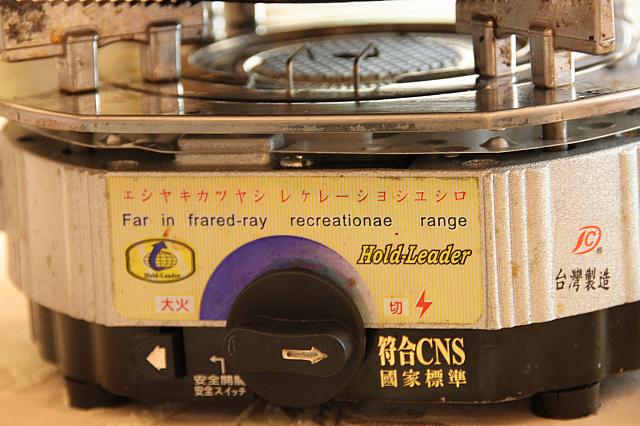 エシヤキカツヤシ レケレーシヨシユシロ
Far in frared-ray recreationae range
Hold-Leader
Hold-Leader
大火
切
台灣製造
符合CNS
國家標準
安全開關
安全スイッチ